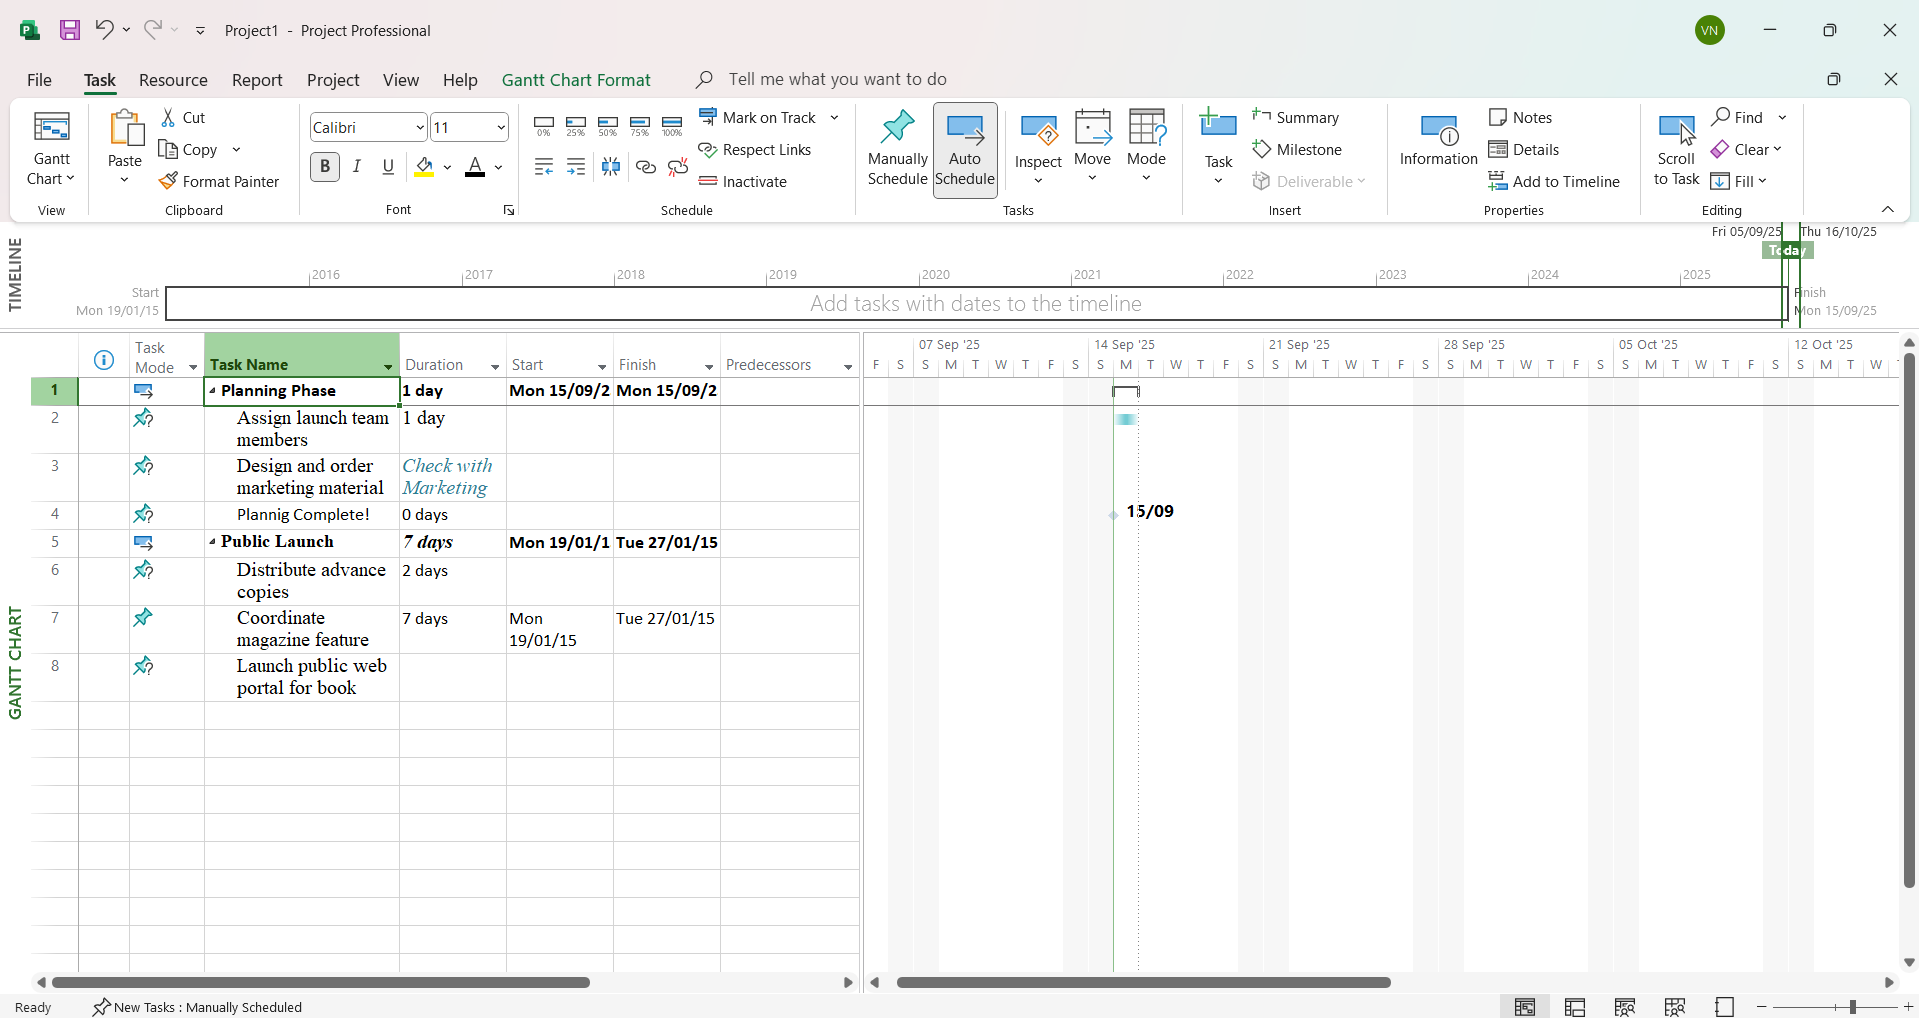 Project1 - Project Professional
VN
File Task Resource Report Project View Help Gantt Chart Format Tell me what you want to do
Gantt Chart
View
Paste
Cut
Copy
Format Painter
Clipboard
Calibri 11
B I U A
Font
0% 25% 50% 75% 100%
Mark on Track
Respect Links
Inactivate
Schedule
Manually Schedule
Auto Schedule
Inspect
Move
Mode
Tasks
Task
Summary
Milestone
Deliverable
Insert
Information
Notes
Details
Add to Timeline
Properties
Scroll to Task
Find
Clear
Fill
Editing
TIMELINE
Fri 05/09/25 Thu 16/10/25
Today
2016 2017 2018 2019 2020 2021 2022 2023 2024 2025
Start
Mon 19/01/15
Add tasks with dates to the timeline
Finish
Mon 15/09/25
GANTT CHART
Task Mode Task Name Duration Start Finish Predecessors
07 Sep '25 14 Sep '25 21 Sep '25 28 Sep '25 05 Oct '25 12 Oct '25
F S S M T W T F S S M T W T F S S M T W T F S S M T W T F S S M T W T F S S M T W
1 Planning Phase 1 day Mon 15/09/2 Mon 15/09/2
2 Assign launch team members 1 day
3 Design and order marketing material Check with Marketing
4 Plannig Complete! 0 days
15/09
5 Public Launch 7 days Mon 19/01/1 Tue 27/01/15
6 Distribute advance copies 2 days
7 Coordinate magazine feature 7 days Mon 19/01/15 Tue 27/01/15
8 Launch public web portal for book
Ready New Tasks : Manually Scheduled